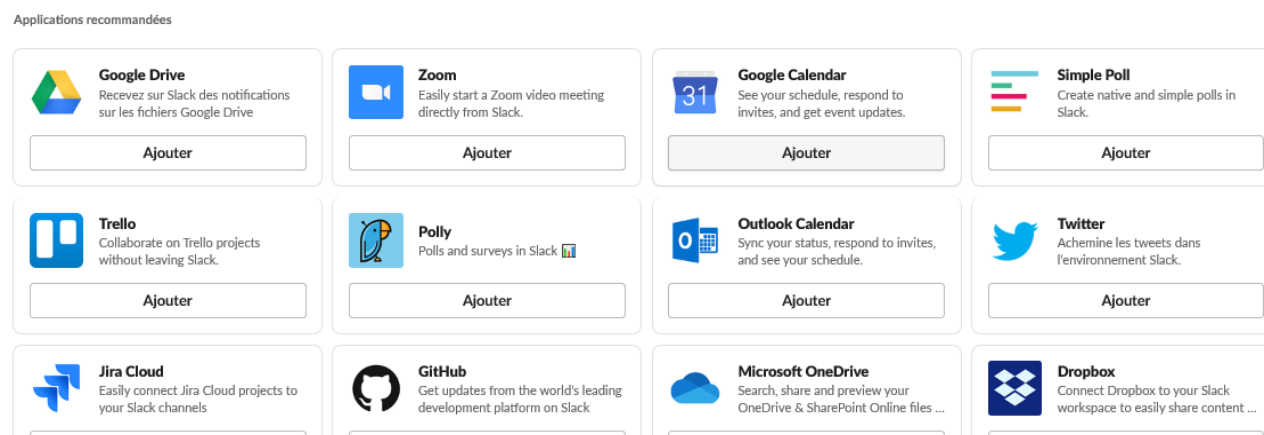 Applications recommandées
Google Drive
Recevez sur Slack des notifications
sur les fichiers Google Drive
Ajouter
Zoom
Easily start a Zoom video meeting
directly from Slack.
Ajouter
31
Google Calendar
See your schedule, respond to
invites, and get event updates.
Ajouter
Simple Poll
Create native and simple polls in
Slack.
Ajouter
Trello
Collaborate on Trello projects
without leaving Slack.
Ajouter
Polly
Polls and surveys in Slack 📊
Ajouter
Outlook Calendar
Sync your status, respond to invites,
and see your schedule.
Ajouter
Twitter
Achemine les tweets dans
l'environnement Slack.
Ajouter
Jira Cloud
Easily connect Jira Cloud projects to
your Slack channels
GitHub
Get updates from the world's leading
development platform on Slack
Microsoft OneDrive
Search, share and preview your
OneDrive & SharePoint Online files ...
Dropbox
Connect Dropbox to your Slack
workspace to easily share content ...